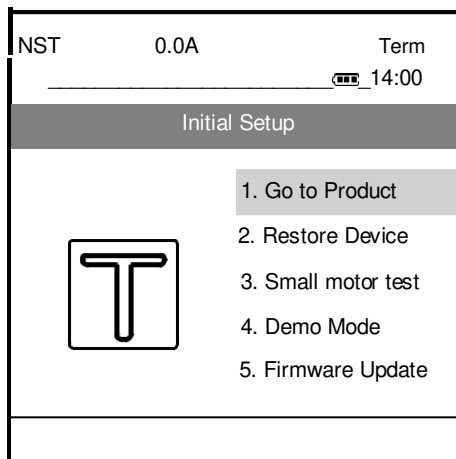 NST 0.0A Term
14:00
Initial Setup
1. Go to Product
2. Restore Device
3. Small motor test
4. Demo Mode
5. Firmware Update
T